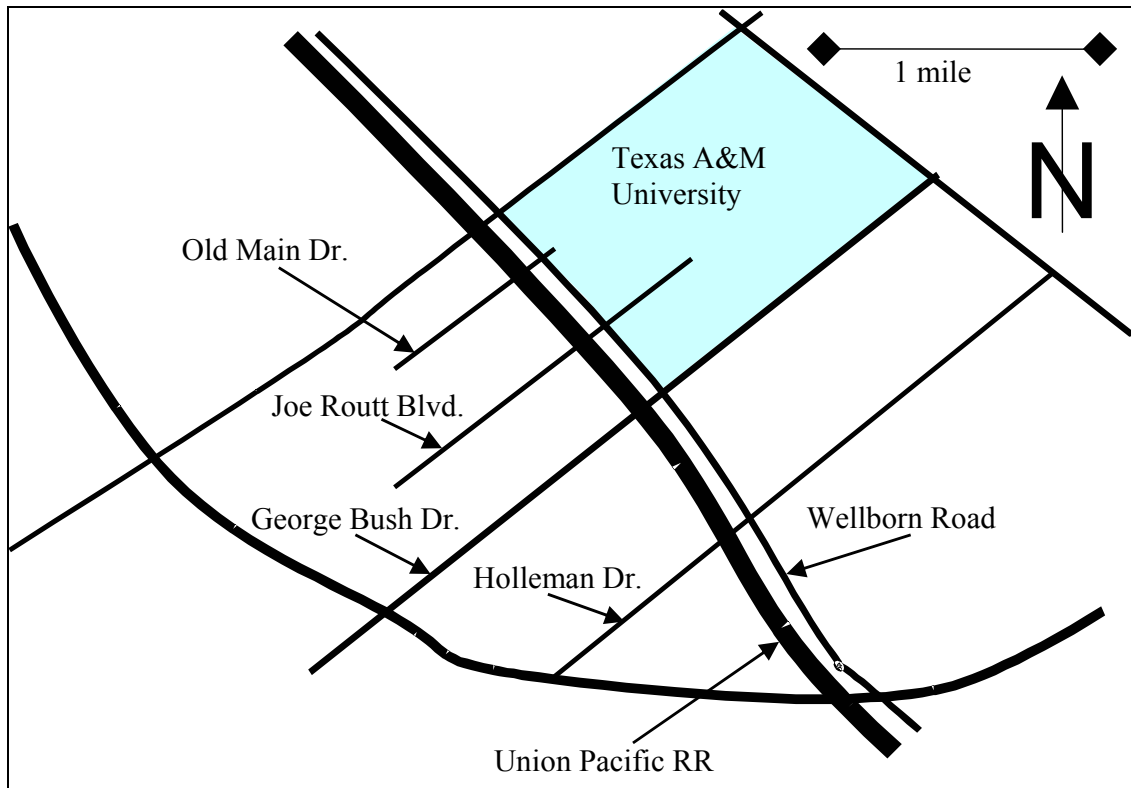 1 mile
N
Texas A&M
University
Old Main Dr.
Joe Routt Blvd.
George Bush Dr.
Wellborn Road
Holleman Dr.
Union Pacific RR